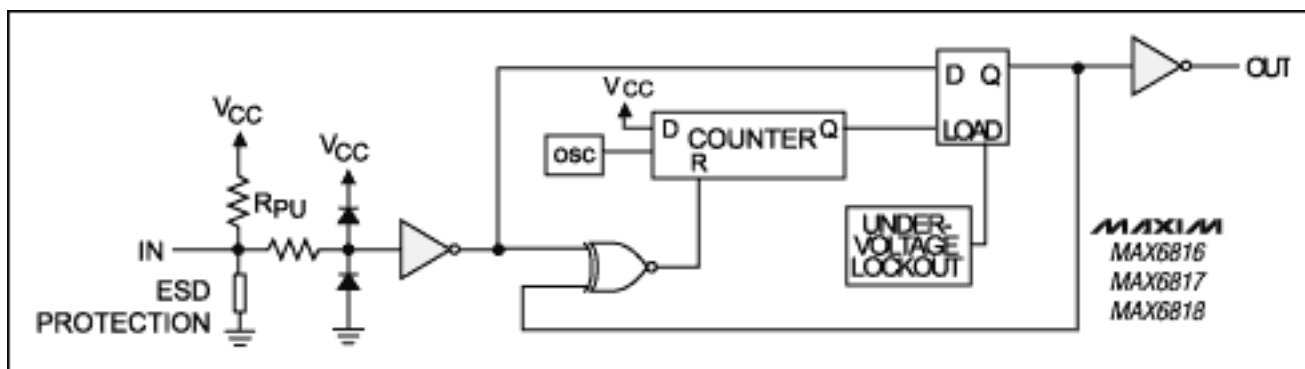 VCC
RPU
IN
ESD
PROTECTION
VCC
VCC
OSC
D
COUNTER
Q
R
D Q
LOAD
OUT
UNDER-
VOLTAGE
LOCKOUT
MAXIM
MAX6816
MAX6817
MAX6818